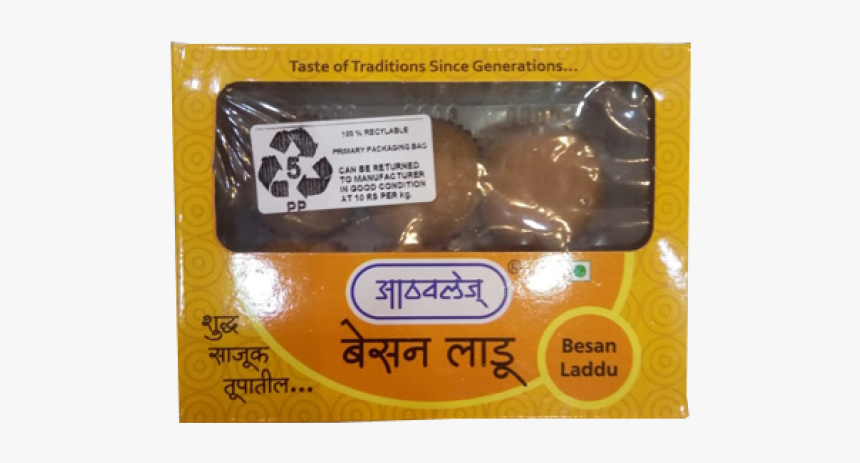 Taste of Traditions Since Generations...
100 % RECYLABLE
PRIMARY PACKAGING BAG
CAN BE RETURNED
TO MANUFACTURER
IN GOOD CONDITION
AT 10 RS PER kg.
5
PP
आठवलेज्
®
बेसन लाडू
Besan
Laddu
शुद्ध
साजूक
तूपातील...